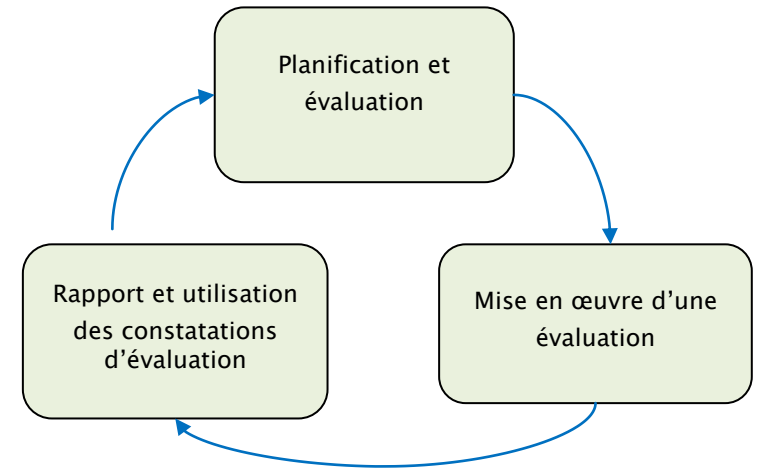 Planification et
évaluation
Mise en œuvre d’une
évaluation
Rapport et utilisation
des constatations
d’évaluation